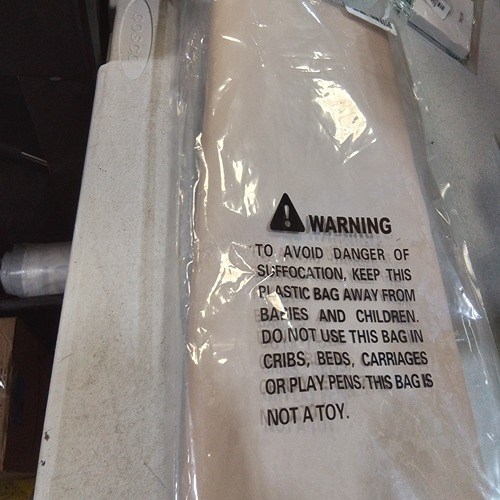 COSCO
WARNING
TO AVOID DANGER OF
SUFFOCATION, KEEP THIS
PLASTIC BAG AWAY FROM
BABIES AND CHILDREN.
DO NOT USE THIS BAG IN
CRIBS, BEDS, CARRIAGES
OR PLAY PENS. THIS BAG IS
NOT A TOY.